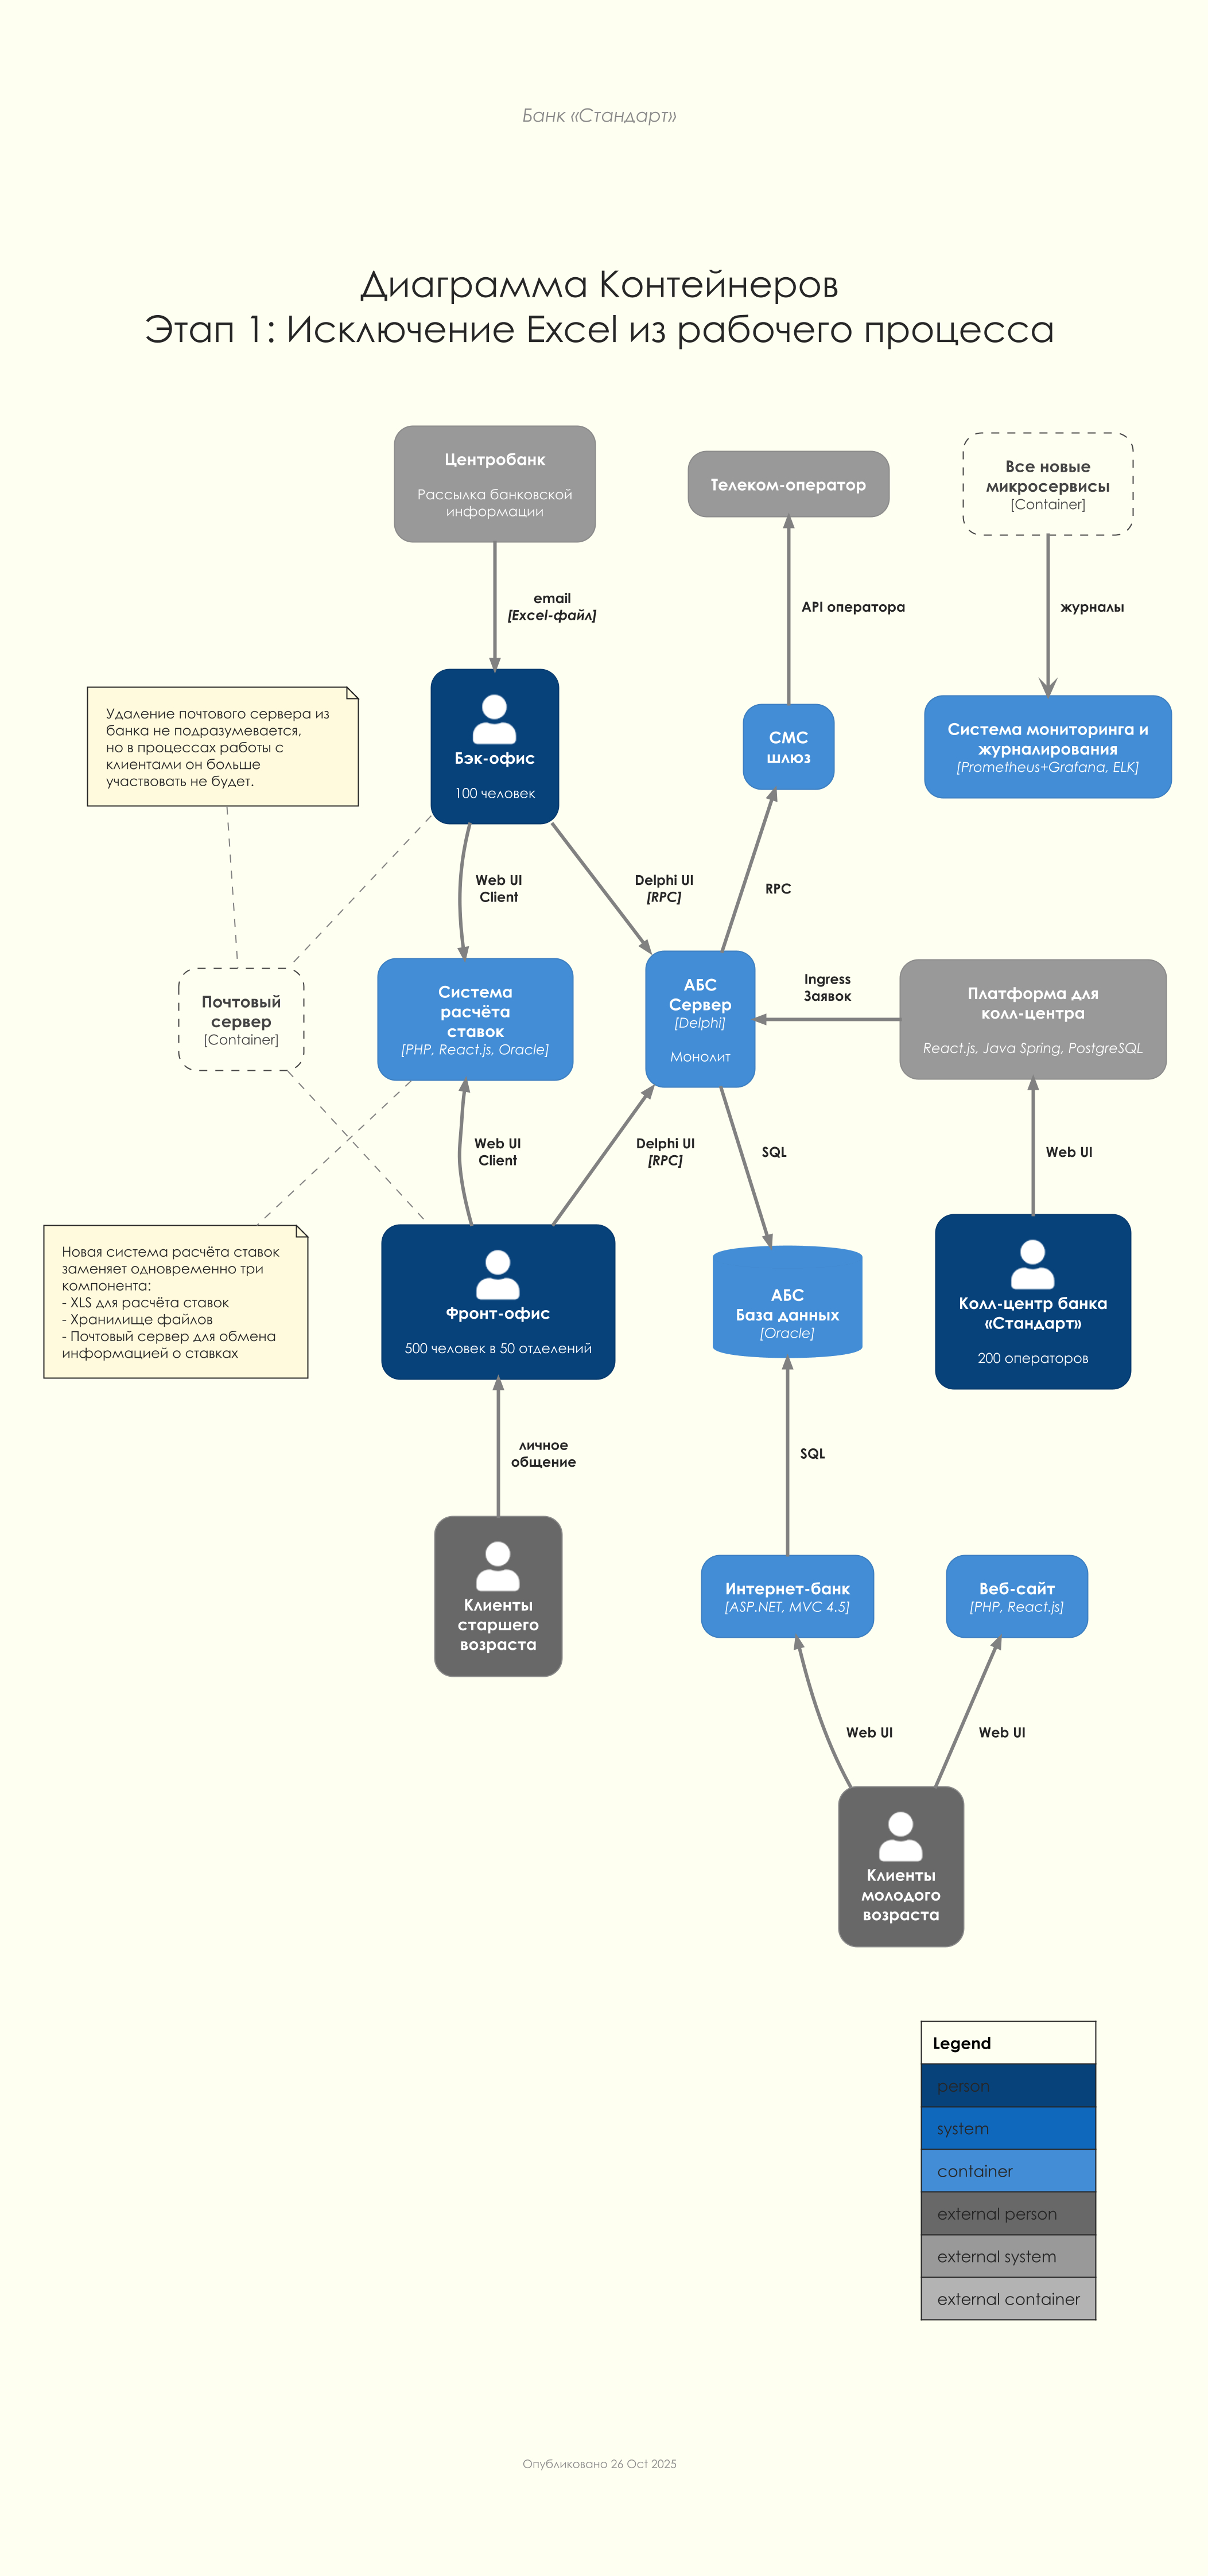 Банк «Стандарт»
Диаграмма Контейнеров
Этап 1: Исключение Excel из рабочего процесса
Центробанк
Рассылка банковской
информации
Телеком-оператор
Все новые
микросервисы
[Container]
email
[Excel-файл]
API оператора
журналы
Удаление почтового сервера из
банка не подразумевается,
но в процессах работы с
клиентами он больше
участвовать не будет.
Бэк-офис
100 человек
СМС
шлюз
Система мониторинга и
журналирования
[Prometheus+Grafana, ELK]
Web UI
Client
Delphi UI
[RPC]
RPC
Почтовый
сервер
[Container]
Система
расчёта
ставок
[PHP, React.js, Oracle]
АБС
Сервер
[Delphi]
Монолит
Ingress
Заявок
Платформа для
колл-центра
React.js, Java Spring, PostgreSQL
Web UI
Client
Delphi UI
[RPC]
SQL
Web UI
Новая система расчёта ставок
заменяет одновременно три
компонента:
- XLS для расчёта ставок
- Хранилище файлов
- Почтовый сервер для обмена
информацией о ставках
Фронт-офис
500 человек в 50 отделений
АБС
База данных
[Oracle]
Колл-центр банка
«Стандарт»
200 операторов
личное
общение
SQL
Клиенты
старшего
возраста
Интернет-банк
[ASP.NET, MVC 4.5]
Веб-сайт
[PHP, React.js]
Web UI
Web UI
Клиенты
молодого
возраста
Legend
person
system
container
external person
external system
external container
Опубликовано 26 Oct 2025